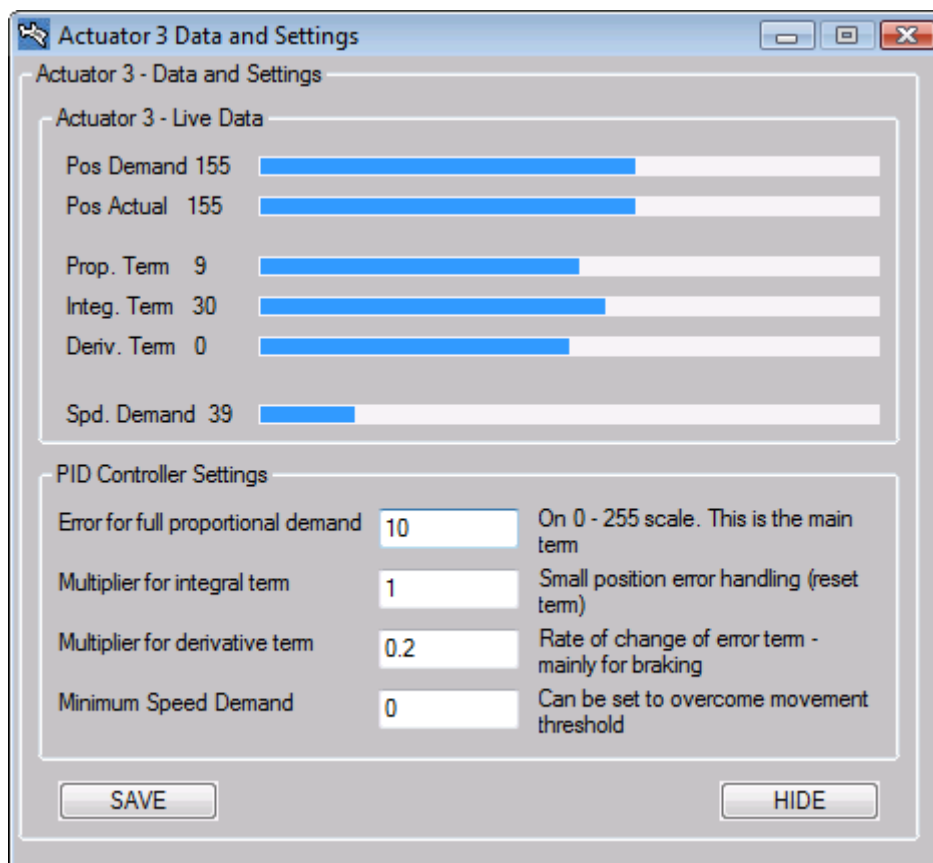 Actuator 3 Data and Settings
Actuator 3 - Data and Settings
Actuator 3 - Live Data
Pos Demand 155
Pos Actual 155
Prop. Term 9
Integ. Term 30
Deriv. Term 0
Spd. Demand 39
PID Controller Settings
Error for full proportional demand 10 On 0 - 255 scale. This is the main
term
Multiplier for integral term 1 Small position error handling (reset
term)
Multiplier for derivative term 0.2 Rate of change of error term -
mainly for braking
Minimum Speed Demand 0 Can be set to overcome movement
threshold
SAVE HIDE